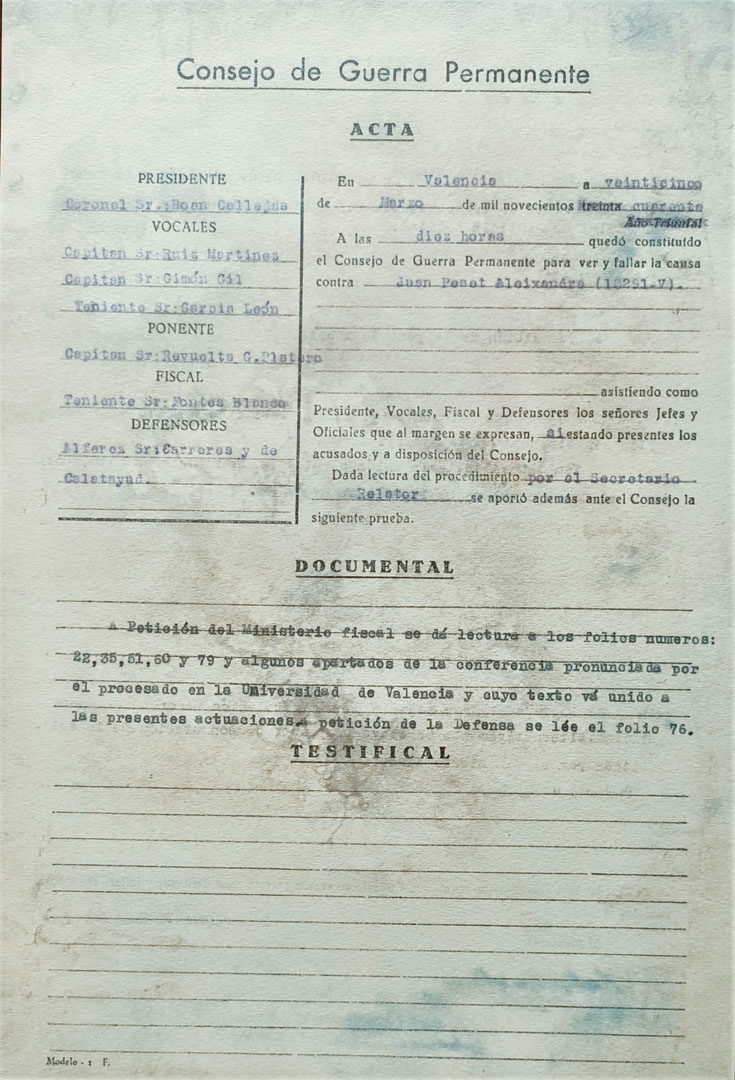 Consejo de Guerra Permanente
ACTA
PRESIDENTE
Coronel Sr.:Boen Callejas
VOCALES
Capitan Sr:Ruis Martinez
Capitan Sr:Gimón Gil
Teniente Sr:Garcia León
PONENTE
Capitan Sr:Revuelta G.Platero
FISCAL
Teniente Sr:Fontes Blanco
DEFENSORES
Alferez Sr:Carreres y de
Calatayud.
En Valencia a veinticinco
de Marzo de mil novecientos treinta cuarenta
Año Triunfal
A las diez horas quedó constituído
el Consejo de Guerra Permanente para ver y fallar la causa
contra Juan Peset Aleixandre (18291-V).
asistiendo como
Presidente, Vocales, Fiscal y Defensores los señores Jefes y
Oficiales que al margen se expresan, si estando presentes los
acusados y a disposición del Consejo.
Dada lectura del procedimiento por el Secretario
Relator se aportó además ante el Consejo la
siguiente prueba.
DOCUMENTAL
A Petición del Ministerio fiscal se dá lectura a los folios numeros:
22,35,51,60 y 79 y algunos apartados de la conferencia pronunciada por
el procesado en la Universidad de Valencia y cuyo texto vá unido a
las presentes actuaciones.A petición de la Defensa se lée el folio 76.
TESTIFICAL
Modelo - 1 F.